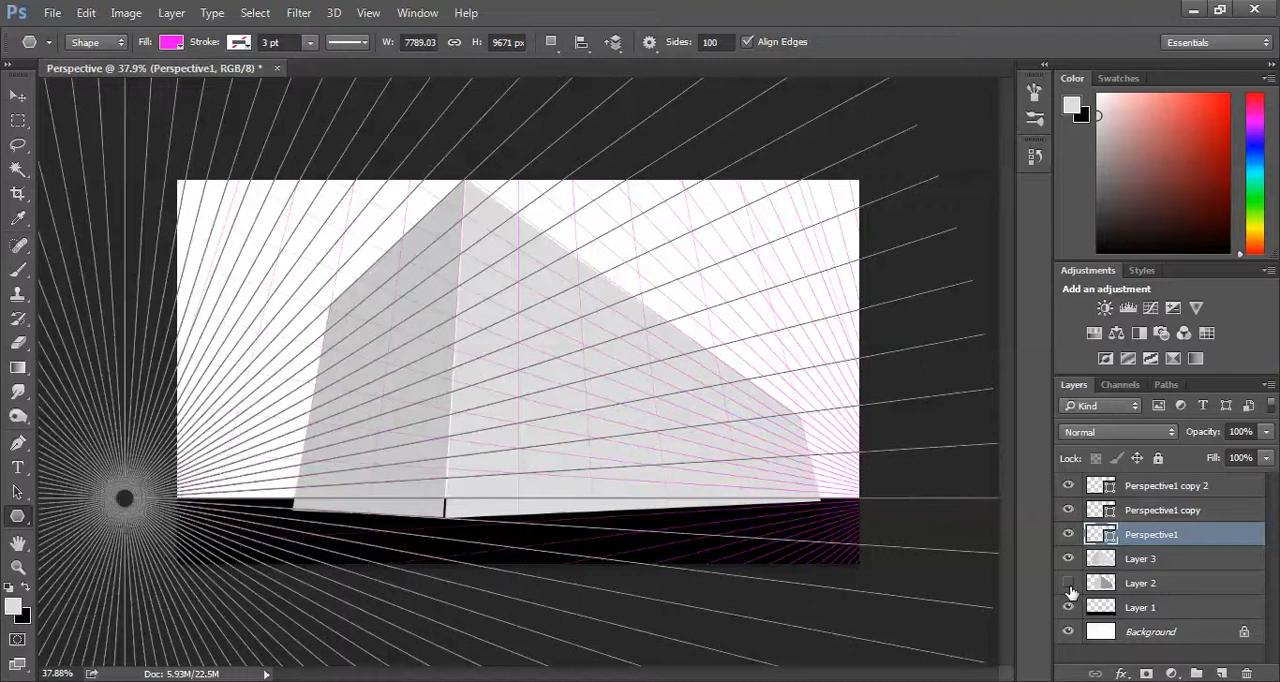 Ps File Edit Image Layer Type Select Filter 3D View Window Help
Fill: Stroke: 3 pt W: 7789.03 H: 9671 px Sides: 100 Align Edges
Shape
Essentials
Perspective @ 37.9% (Perspective1, RGB/8) * ×
Color Swatches
Adjustments Styles
Add an adjustment
Layers Channels Paths
Kind
Normal Opacity: 100%
Lock: Fill: 100%
Perspective1 copy 2
Perspective1 copy
Perspective1
Layer 3
Layer 2
Layer 1
Background
37.88% Doc: 5.93M/22.5M